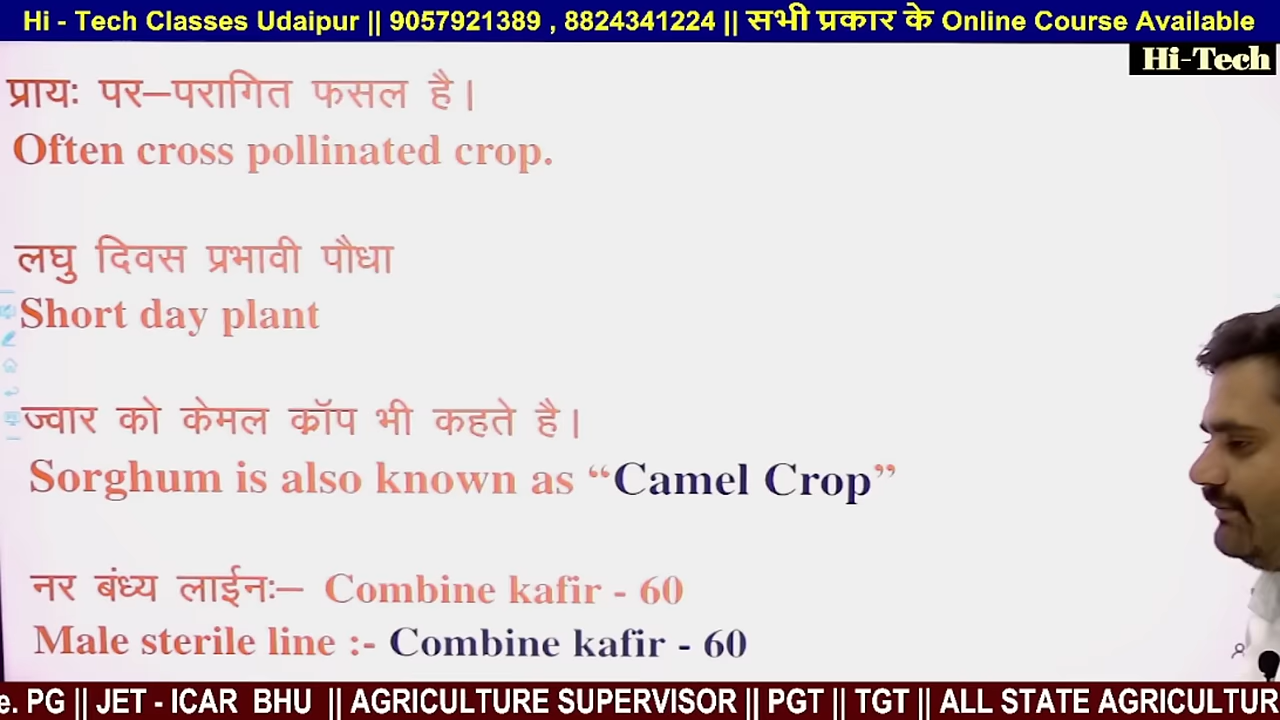 Hi - Tech Classes Udaipur || 9057921389 , 8824341224 || सभी प्रकार के Online Course Available
Hi-Tech
प्रायः पर–परागित फसल है।
Often cross pollinated crop.
लघु दिवस प्रभावी पौधा
Short day plant
ज्वार को केमल क्रॉप भी कहते है।
Sorghum is also known as “Camel Crop”
नर बंध्य लाईनः– Combine kafir - 60
Male sterile line :- Combine kafir - 60
e. PG || JET - ICAR BHU || AGRICULTURE SUPERVISOR || PGT || TGT || ALL STATE AGRICULTUR